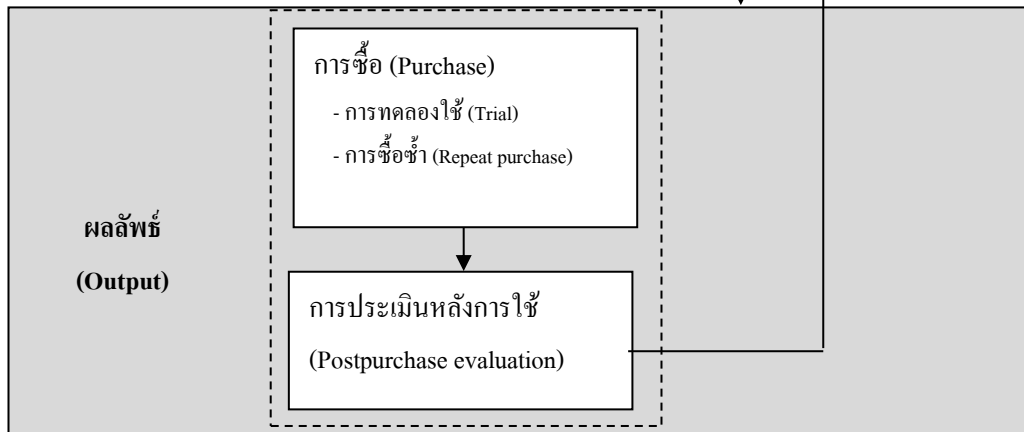 การซื้อ (Purchase)
- การทดลองใช้ (Trial)
- การซื้อซ้ำ (Repeat purchase)
ผลลัพธ์
(Output)
การประเมินหลังการใช้
(Postpurchase evaluation)